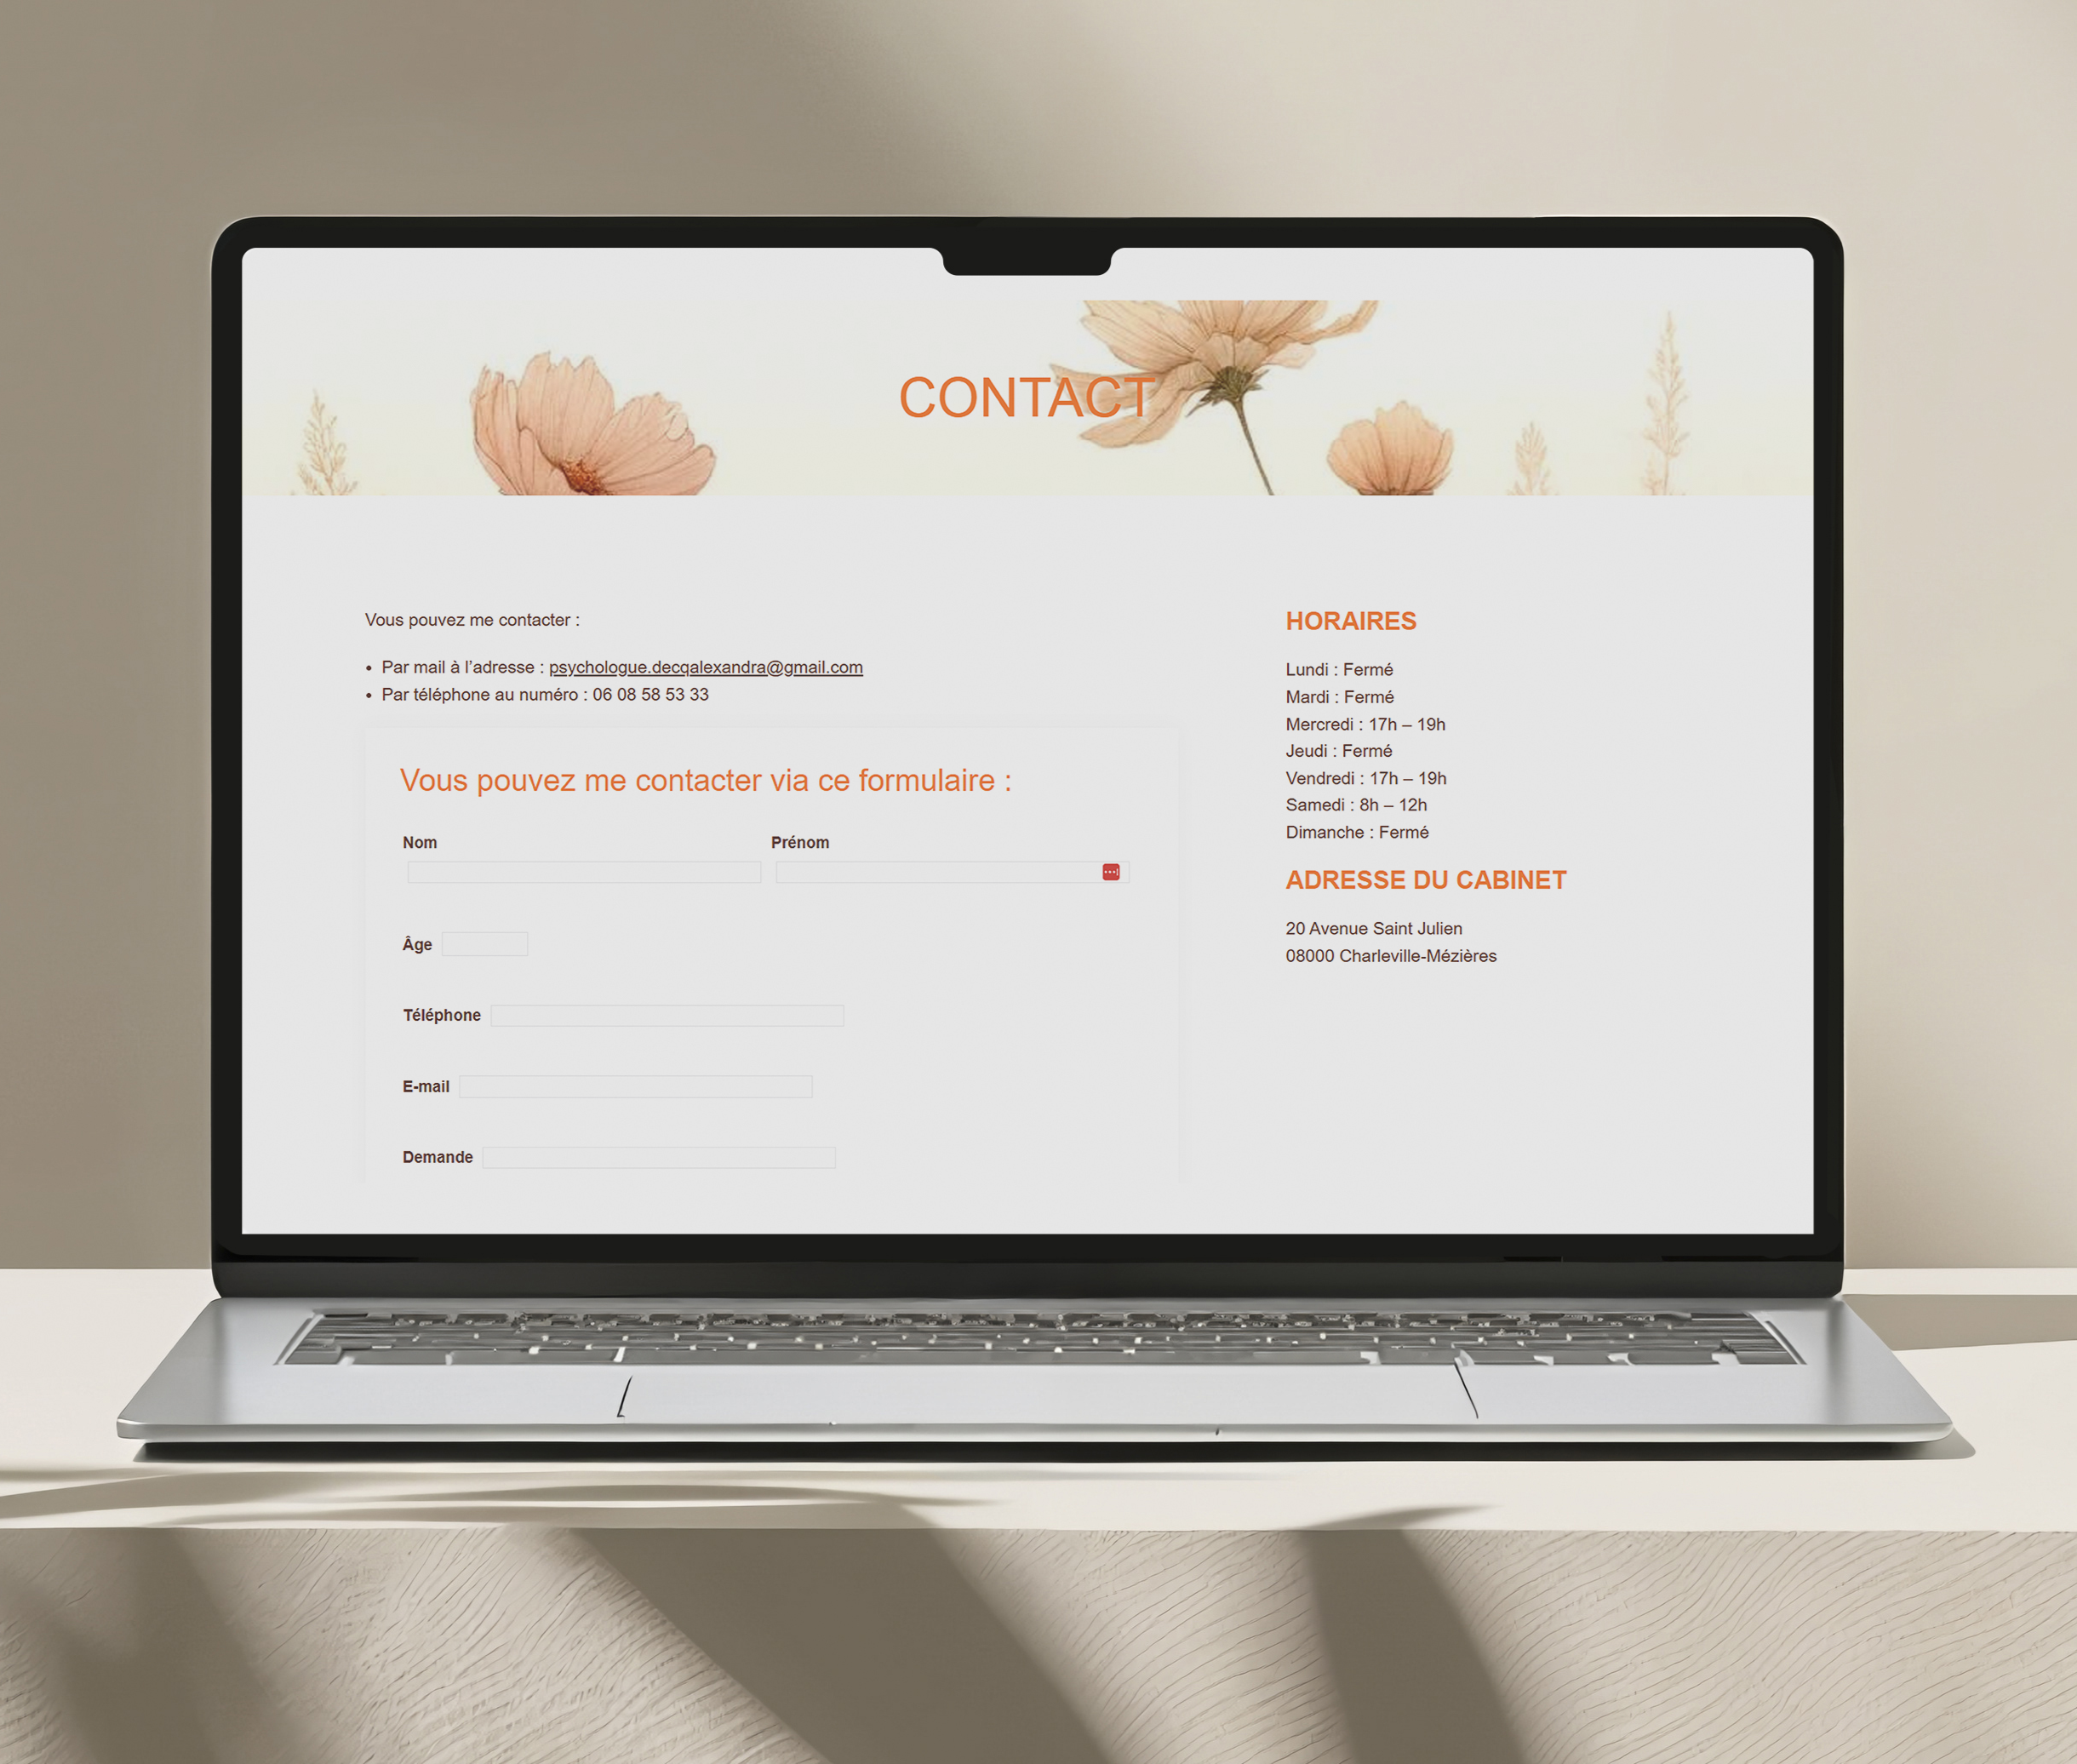 CONTACT
Vous pouvez me contacter :
• Par mail à l’adresse : psychologue.decqalexandra@gmail.com
• Par téléphone au numéro : 06 08 58 53 33
Vous pouvez me contacter via ce formulaire :
Nom Prénom
Âge
Téléphone
E-mail
Demande
HORAIRES
Lundi : Fermé
Mardi : Fermé
Mercredi : 17h – 19h
Jeudi : Fermé
Vendredi : 17h – 19h
Samedi : 8h – 12h
Dimanche : Fermé
ADRESSE DU CABINET
20 Avenue Saint Julien
08000 Charleville-Mézières